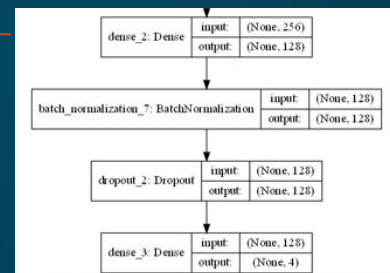 dense_2: Dense
input: (None, 256)
output: (None, 128)
batch_normalization_7: BatchNormalization
input: (None, 128)
output: (None, 128)
dropout_2: Dropout
input: (None, 128)
output: (None, 128)
dense_3: Dense
input: (None, 128)
output: (None, 4)